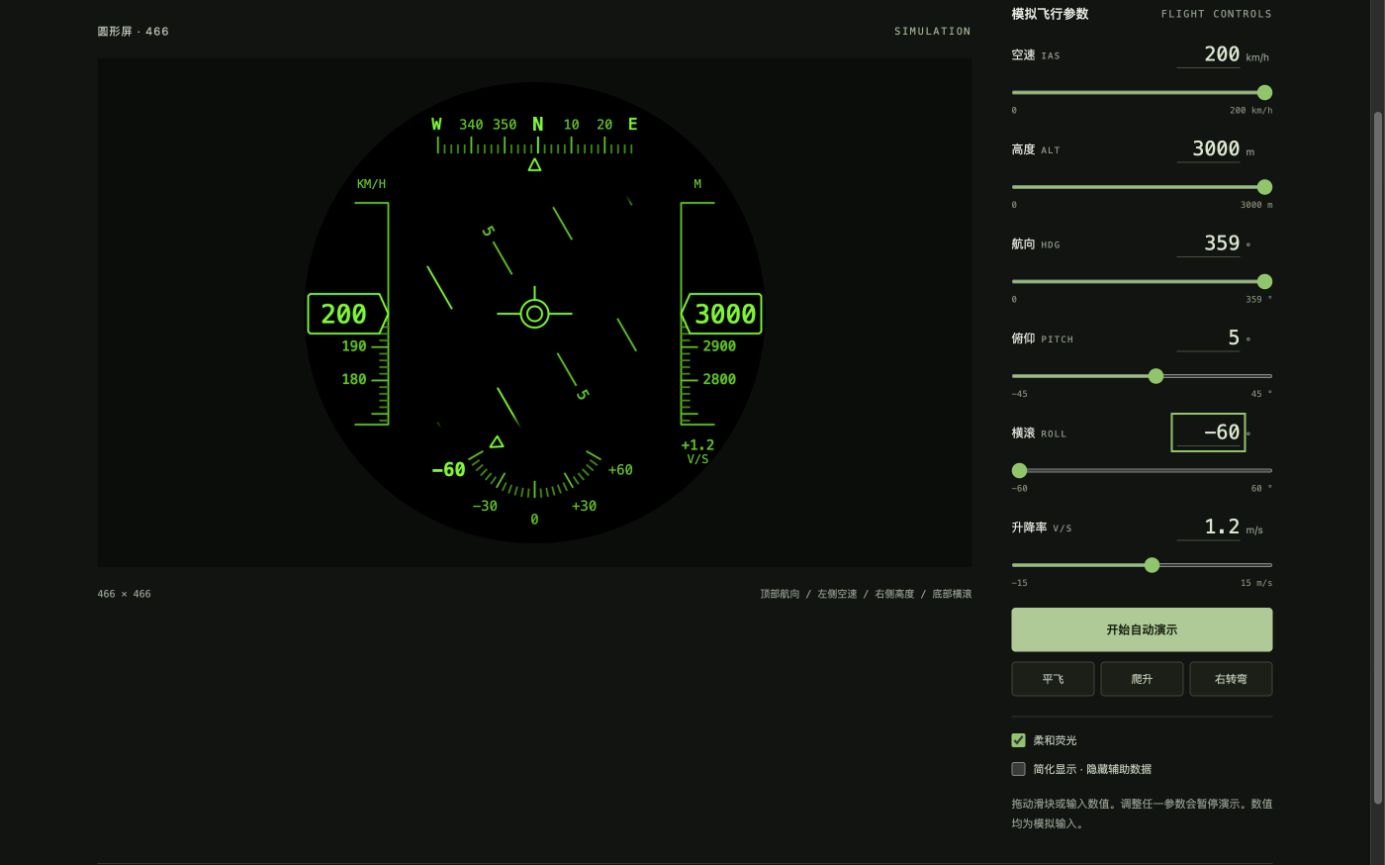 圆形屏 · 466
SIMULATION
W 340 350 N 10 20 E
KM/H
M
5
200
3000
190
2900
180
2800
5
+1.2
V/S
−60
+60
−30
+30
0
466 × 466
顶部航向 / 左侧空速 / 右侧高度 / 底部横滚
模拟飞行参数
FLIGHT CONTROLS
空速 IAS
200 km/h
0
200 km/h
高度 ALT
3000 m
0
3000 m
航向 HDG
359 °
0
359 °
俯仰 PITCH
5 °
−45
45 °
横滚 ROLL
−60 °
−60
60 °
升降率 V/S
1.2 m/s
−15
15 m/s
开始自动演示
平飞
爬升
右转弯
柔和荧光
简化显示 · 隐藏辅助数据
拖动滑块或输入数值。调整任一参数会暂停演示。数值
均为模拟输入。